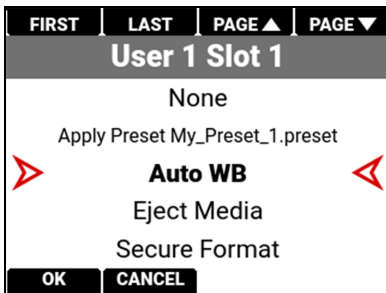 FIRST LAST PAGE▲ PAGE▼
User 1 Slot 1
None
Apply Preset My_Preset_1.preset
Auto WB
Eject Media
Secure Format
OK CANCEL